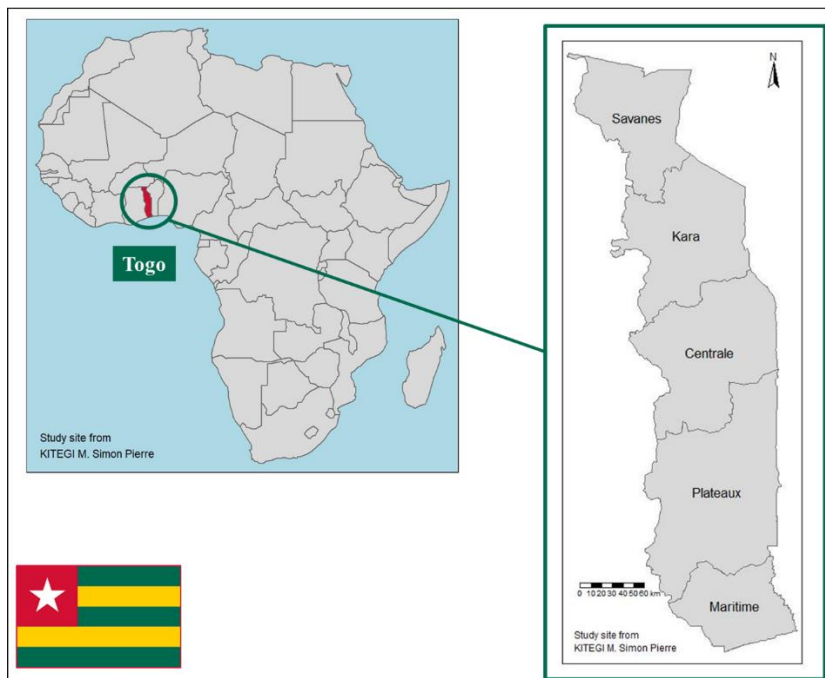 Togo
Study site from
KITEGI M. Simon Pierre
N
Savanes
Kara
Centrale
Plateaux
Maritime
0 10 20 30 40 50 60 km
Study site from
KITEGI M. Simon Pierre